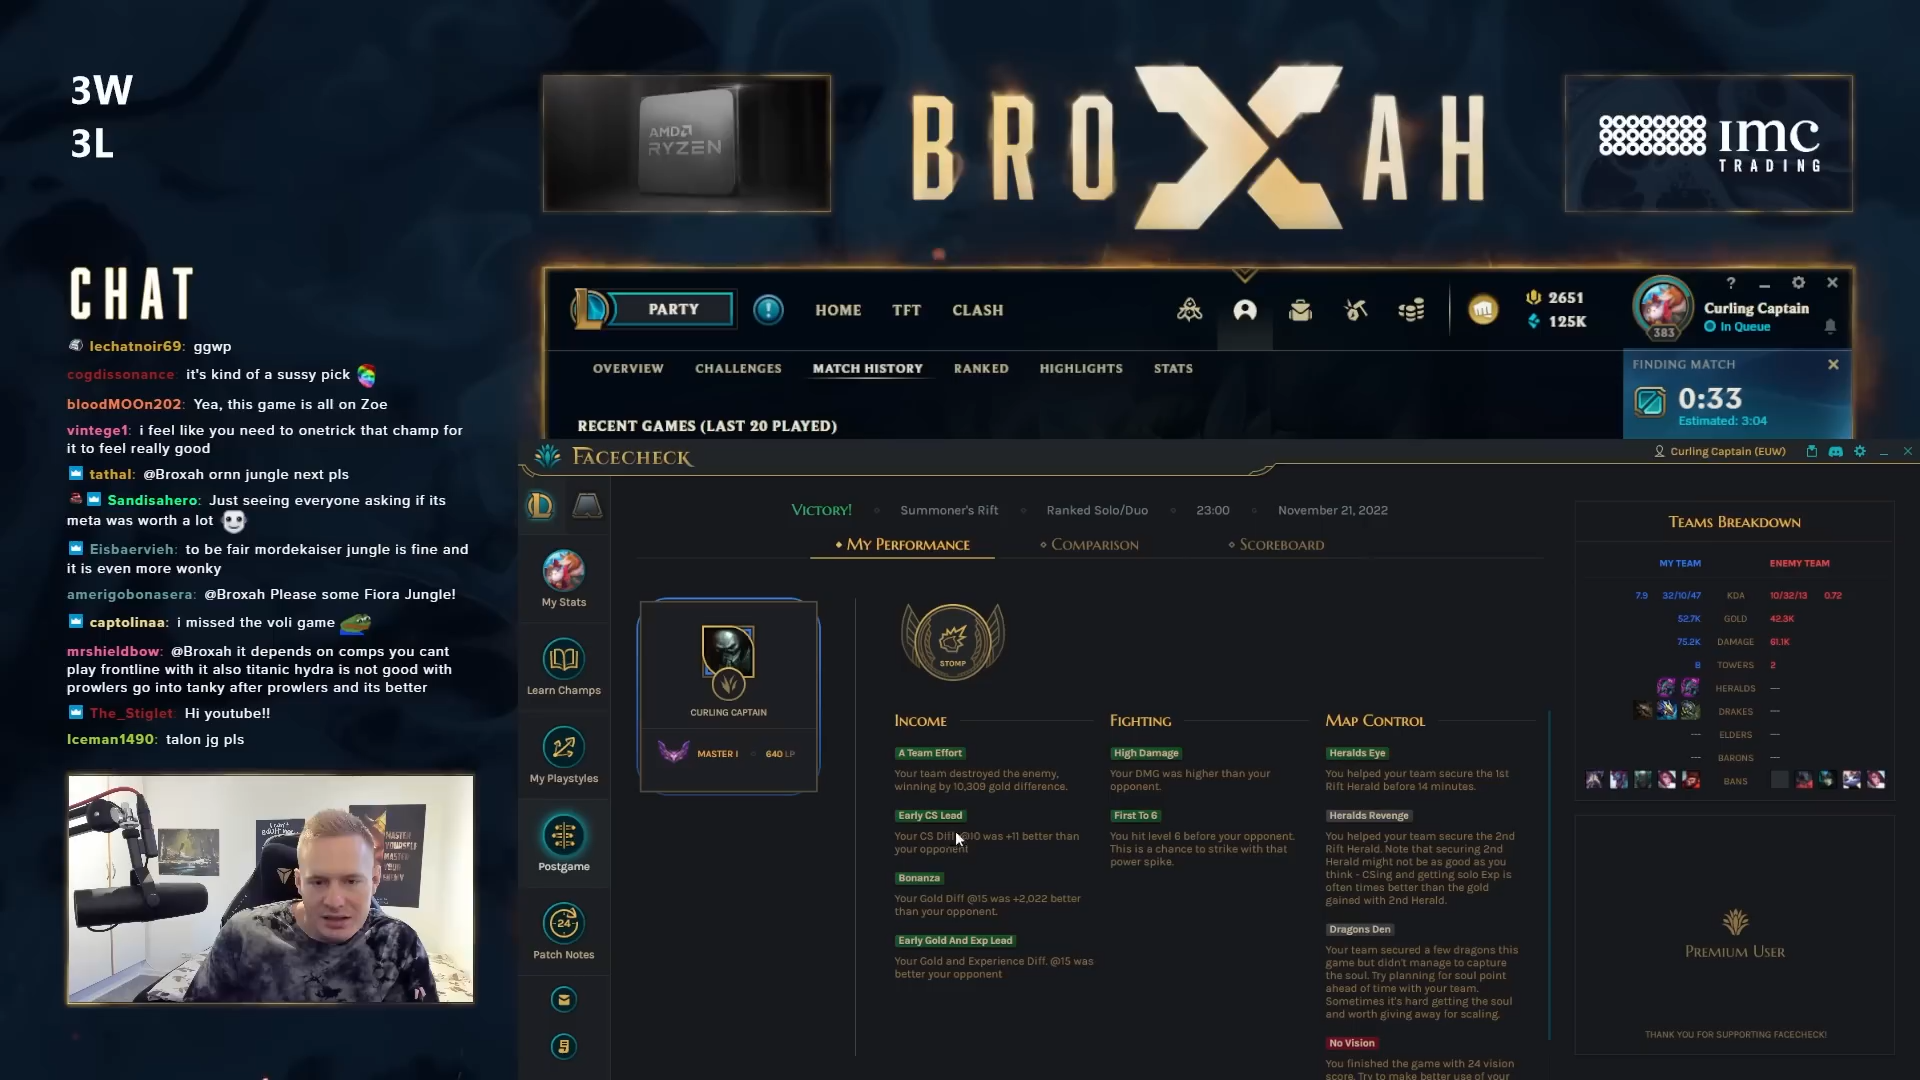 3W
3L
AMD
RYZEN
BROXAH
imc
TRADING
CHAT
lechatnoir69: ggwp
cogdissonance: it's kind of a sussy pick
bloodMOOn202: Yea, this game is all on Zoe
vintege1: i feel like you need to onetrick that champ for
it to feel really good
tathal: @Broxah ornn jungle next pls
Sandisahero: Just seeing everyone asking if its
meta was worth a lot
Eisbaervieh: to be fair mordekaiser jungle is fine and
it is even more wonky
amerigobonasera: @Broxah Please some Fiora Jungle!
captolinaa: i missed the voli game
mrshieldbow: @Broxah it depends on comps you cant
play frontline with it also titanic hydra is not good with
prowlers go into tanky after prowlers and its better
The_Stiglet: Hi youtube!!
Iceman1490: talon jg pls
PARTY
HOME
TFT
CLASH
2651
125K
?
383
Curling Captain
In Queue
OVERVIEW
CHALLENGES
MATCH HISTORY
RANKED
HIGHLIGHTS
STATS
FINDING MATCH
0:33
Estimated: 3:04
RECENT GAMES (LAST 20 PLAYED)
FACECHECK
Curling Captain (EUW)
My Stats
Learn Champs
My Playstyles
Postgame
-24-
Patch Notes
VICTORY!
Summoner's Rift
Ranked Solo/Duo
23:00
November 21, 2022
MY PERFORMANCE
COMPARISON
SCOREBOARD
CURLING CAPTAIN
MASTER I
640 LP
STOMP
INCOME
A Team Effort
Your team destroyed the enemy,
winning by 10,309 gold difference.
Early CS Lead
Your CS Diff @10 was +11 better than
your opponent
Bonanza
Your Gold Diff @15 was +2,022 better
than your opponent.
Early Gold And Exp Lead
Your Gold and Experience Diff. @15 was
better your opponent
FIGHTING
High Damage
Your DMG was higher than your
opponent.
First To 6
You hit level 6 before your opponent.
This is a chance to strike with that
power spike.
MAP CONTROL
Heralds Eye
You helped your team secure the 1st
Rift Herald before 14 minutes.
Heralds Revenge
You helped your team secure the 2nd
Rift Herald. Note that securing 2nd
Herald might not be as good as you
think - CSing and getting solo Exp is
often times better than the gold
gained with 2nd Herald.
Dragons Den
Your team secured a few dragons this
game but didn't manage to capture
the soul. Try planning for soul point
ahead of time with your team.
Sometimes it's hard getting the soul
and worth giving away for scaling.
No Vision
You finished the game with 24 vision
score. Try to make better use of your
TEAMS BREAKDOWN
MY TEAM
ENEMY TEAM
7.9 32/10/47 KDA 10/32/13 0.72
52.7K GOLD 42.3K
75.2K DAMAGE 61.1K
8 TOWERS 2
HERALDS —
DRAKES —
— ELDERS —
— BARONS —
BANS
PREMIUM USER
THANK YOU FOR SUPPORTING FACECHECK!